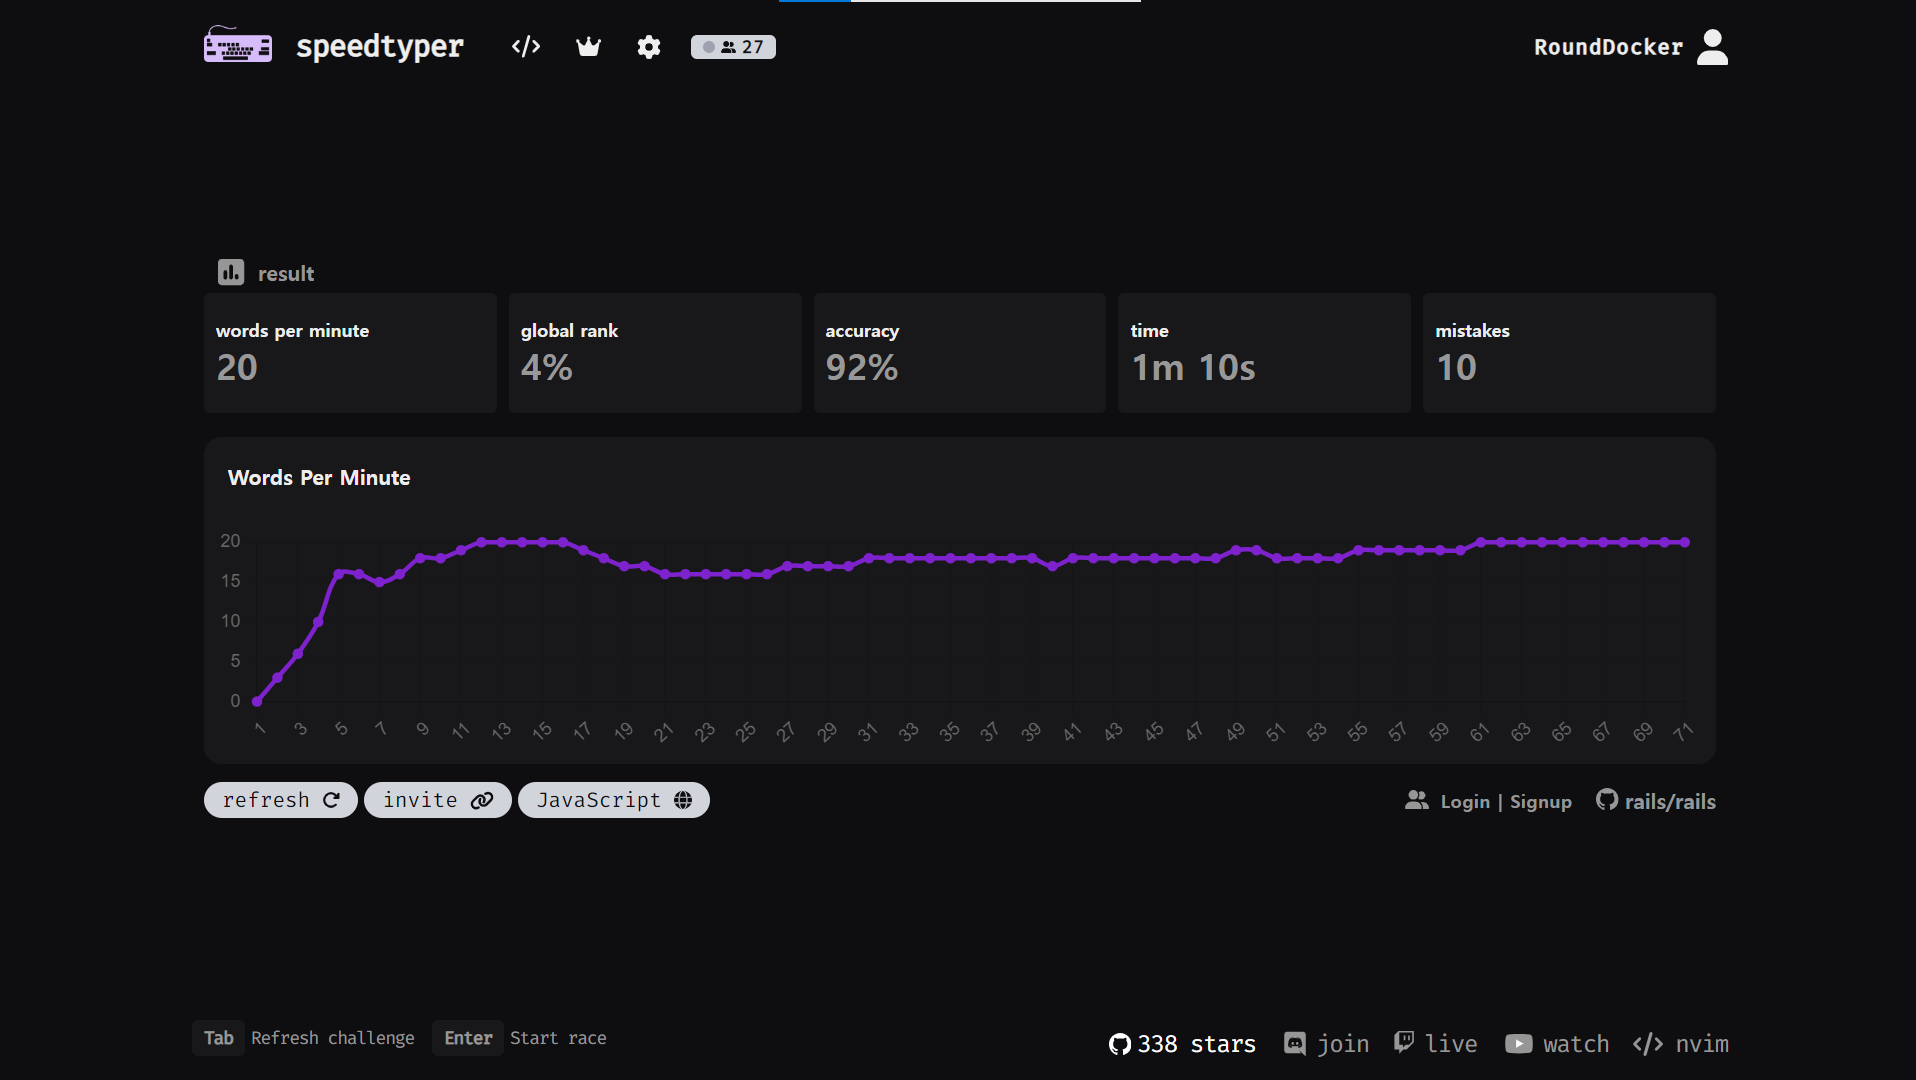 speedtyper 27 RoundDocker
result
words per minute global rank accuracy time mistakes
20 4% 92% 1m 10s 10
Words Per Minute
20
15
10
5
0
1 3 5 7 9 11 13 15 17 19 21 23 25 27 29 31 33 35 37 39 41 43 45 47 49 51 53 55 57 59 61 63 65 67 69 71
refresh invite JavaScript Login | Signup rails/rails
Tab Refresh challenge Enter Start race 338 stars join live watch nvim